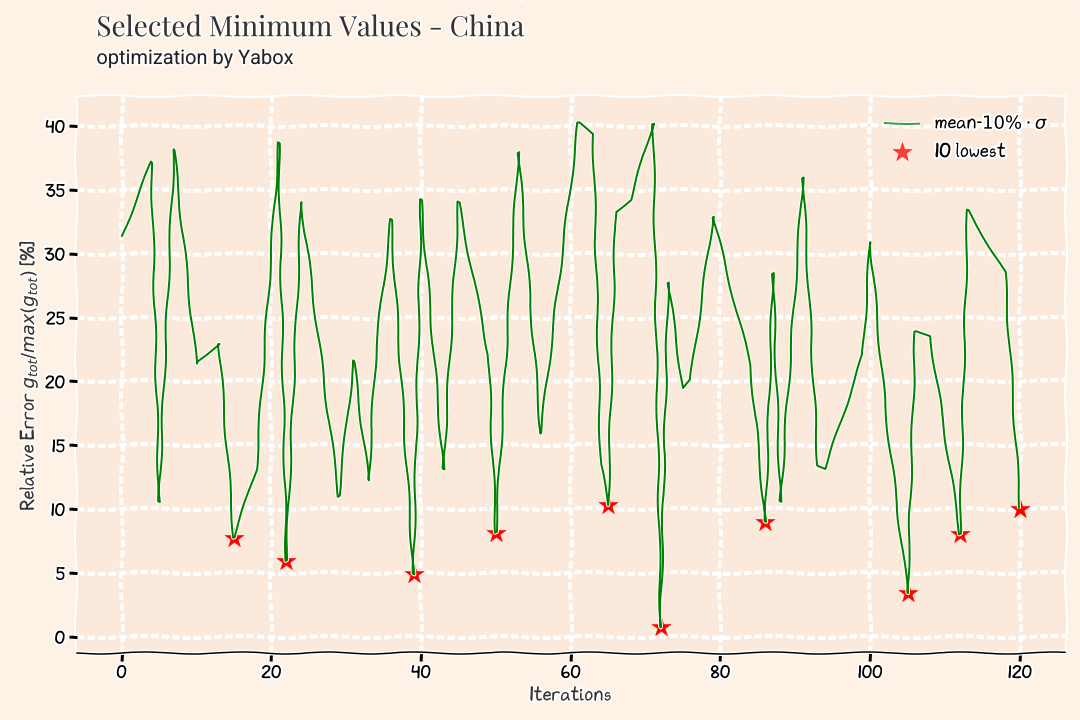 Selected Minimum Values - China
optimization by Yabox
mean-10% · σ
10 lowest
Relative Error g_tot/max(g_tot) [%]
40
35
30
25
20
15
10
5
0
0 20 40 60 80 100 120
Iterations